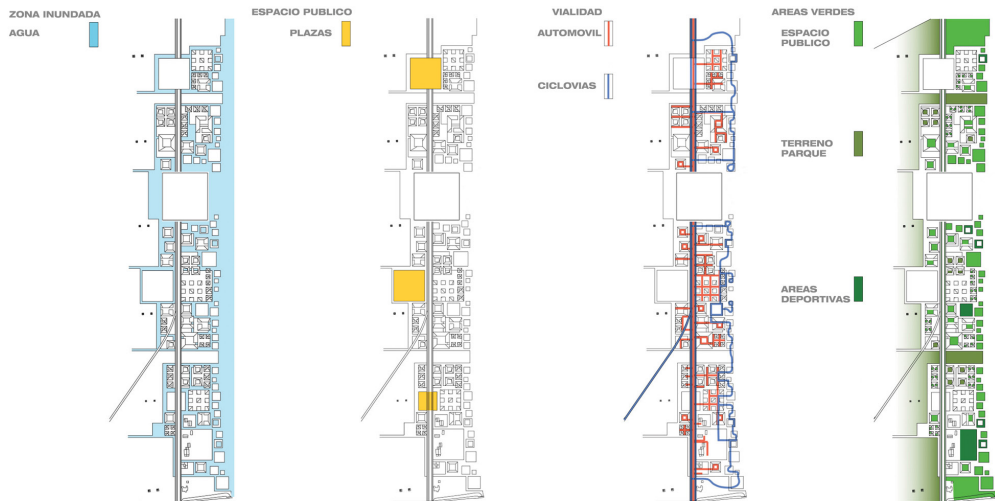 ZONA INUNDADA
AGUA
ESPACIO PUBLICO
PLAZAS
VIALIDAD
AUTOMOVIL
CICLOVIAS
AREAS VERDES
ESPACIO
PUBLICO
TERRENO
PARQUE
AREAS
DEPORTIVAS